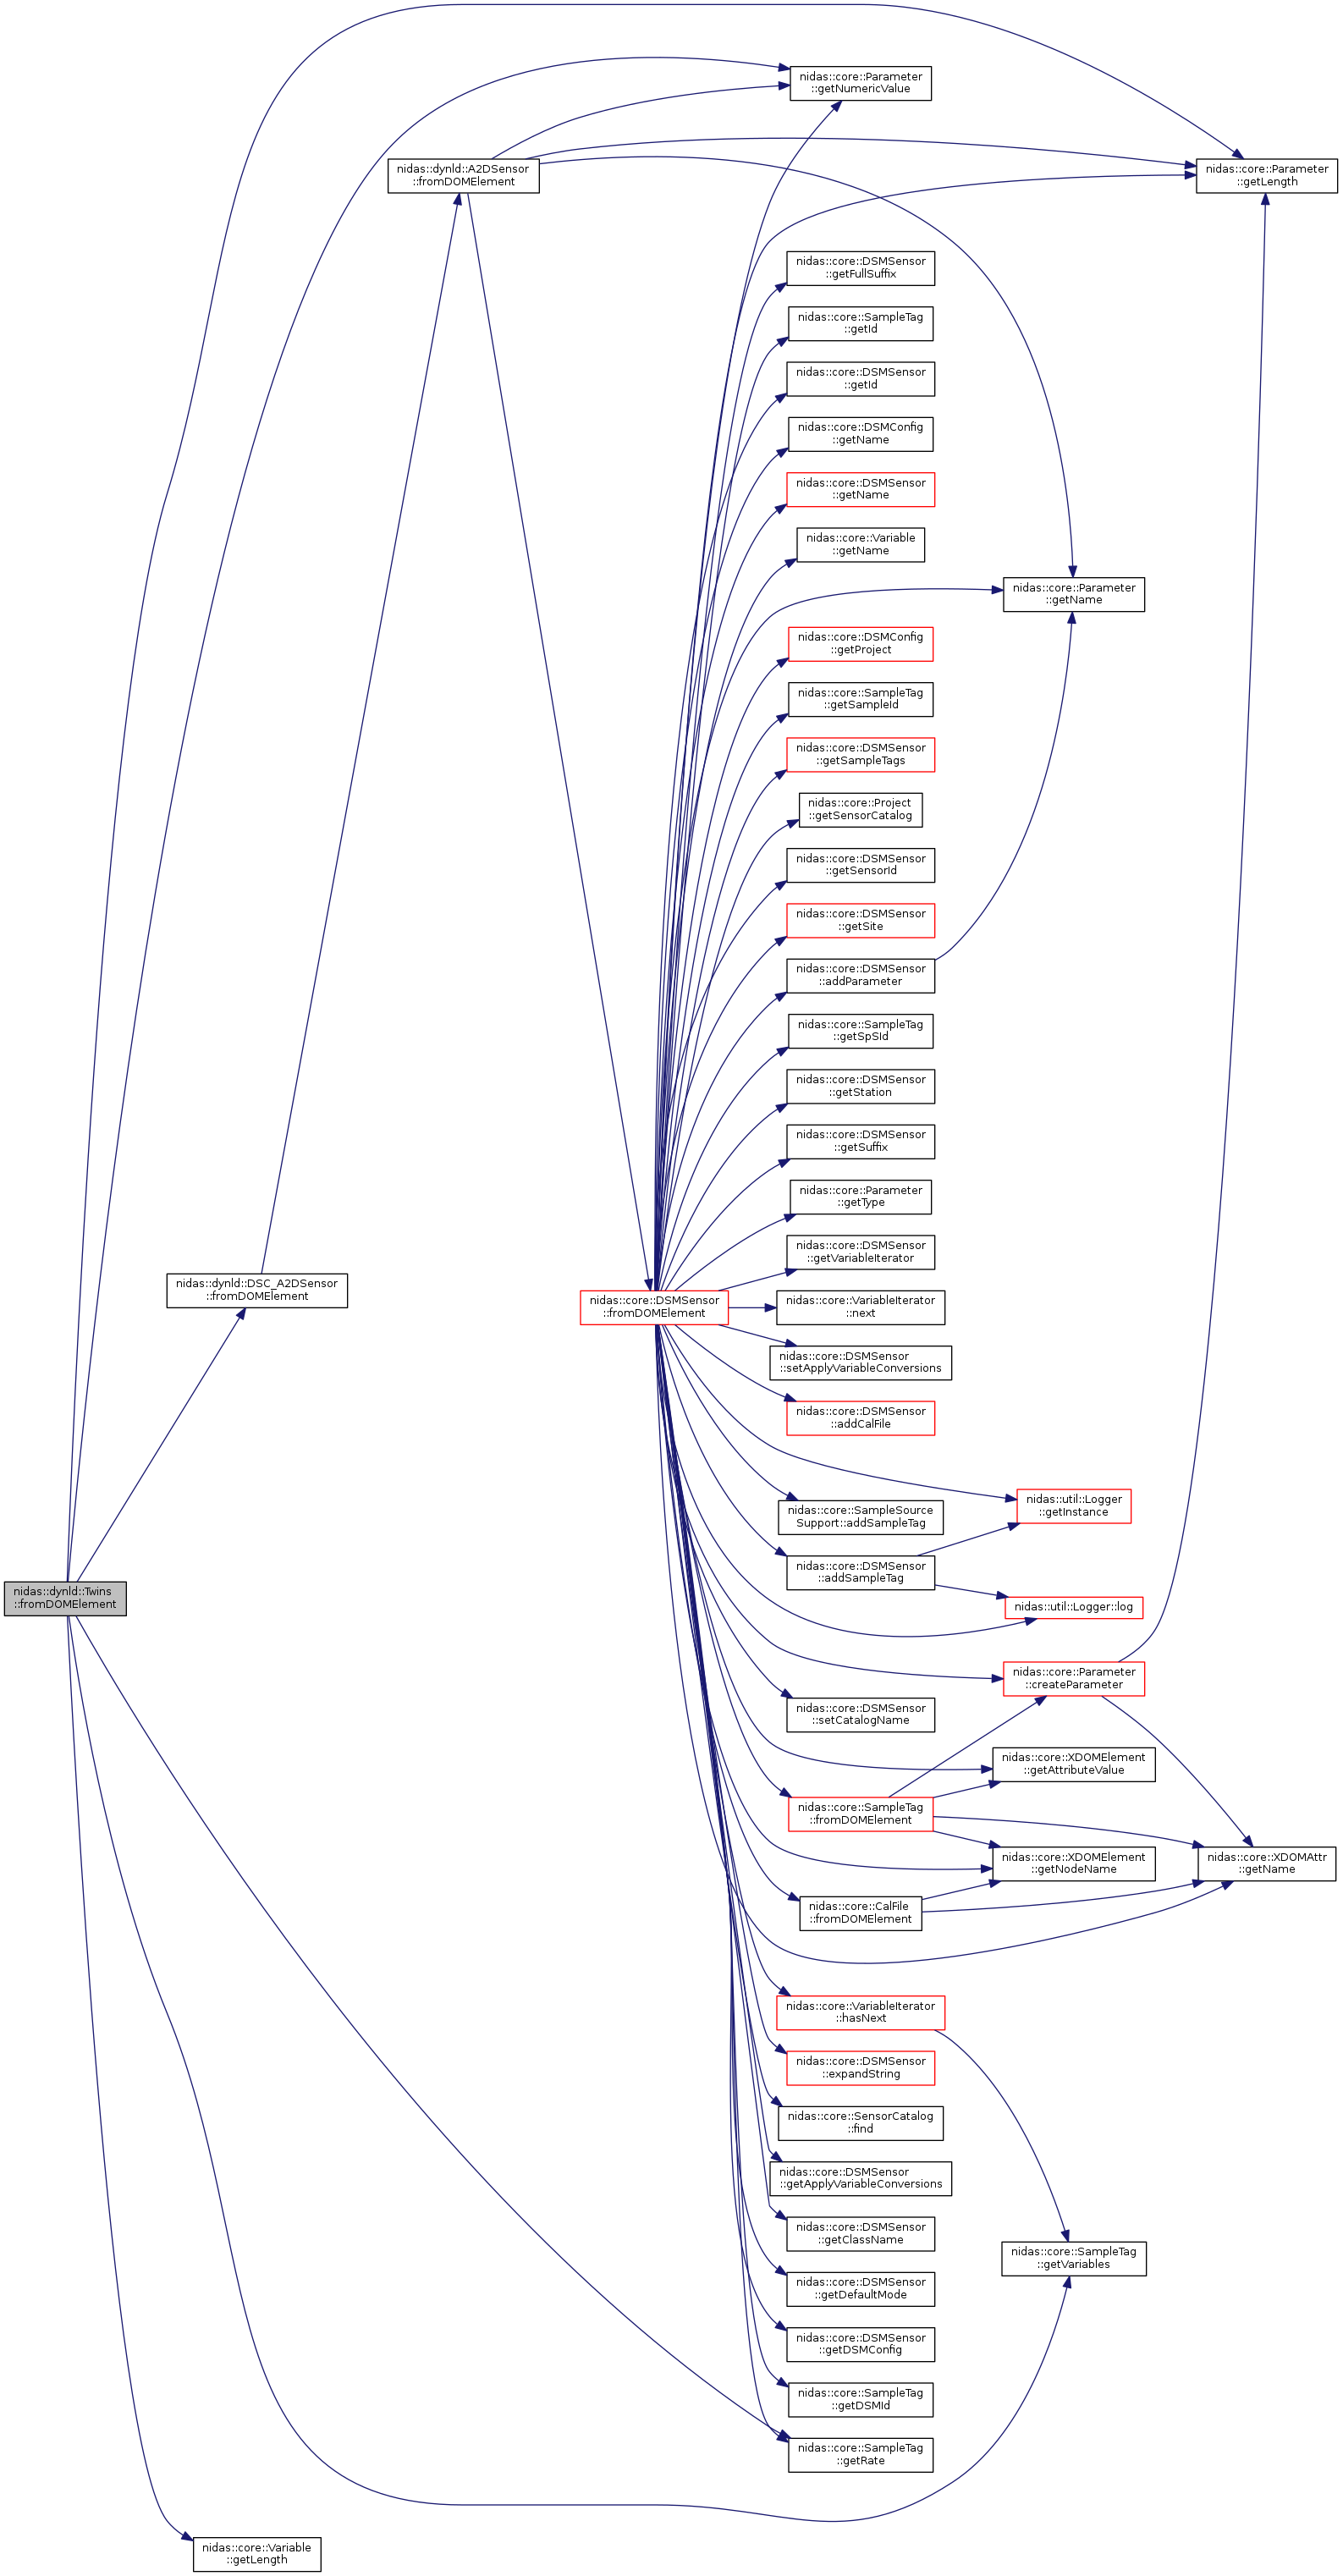 nidas::core::Parameter
::getNumericValue
nidas::dynld::A2DSensor
::fromDOMElement
nidas::core::Parameter
::getLength
nidas::core::DSMSensor
::getFullSuffix
nidas::core::SampleTag
::getId
nidas::core::DSMSensor
::getId
nidas::core::DSMConfig
::getName
nidas::core::DSMSensor
::getName
nidas::core::Variable
::getName
nidas::core::Parameter
::getName
nidas::core::DSMConfig
::getProject
nidas::core::SampleTag
::getSampleId
nidas::core::DSMSensor
::getSampleTags
nidas::core::Project
::getSensorCatalog
nidas::core::DSMSensor
::getSensorId
nidas::core::DSMSensor
::getSite
nidas::core::DSMSensor
::addParameter
nidas::core::SampleTag
::getSpSId
nidas::core::DSMSensor
::getStation
nidas::core::DSMSensor
::getSuffix
nidas::core::Parameter
::getType
nidas::core::DSMSensor
::getVariableIterator
nidas::dynld::DSC_A2DSensor
::fromDOMElement
nidas::core::DSMSensor
::fromDOMElement
nidas::core::VariableIterator
::next
nidas::core::DSMSensor
::setApplyVariableConversions
nidas::core::DSMSensor
::addCalFile
nidas::util::Logger
::getInstance
nidas::core::SampleSource
Support::addSampleTag
nidas::core::DSMSensor
::addSampleTag
nidas::dynld::Twins
::fromDOMElement
nidas::util::Logger::log
nidas::core::Parameter
::createParameter
nidas::core::DSMSensor
::setCatalogName
nidas::core::XDOMElement
::getAttributeValue
nidas::core::SampleTag
::fromDOMElement
nidas::core::XDOMElement
::getNodeName
nidas::core::XDOMAttr
::getName
nidas::core::CalFile
::fromDOMElement
nidas::core::VariableIterator
::hasNext
nidas::core::DSMSensor
::expandString
nidas::core::SensorCatalog
::find
nidas::core::DSMSensor
::getApplyVariableConversions
nidas::core::DSMSensor
::getClassName
nidas::core::SampleTag
::getVariables
nidas::core::DSMSensor
::getDefaultMode
nidas::core::DSMSensor
::getDSMConfig
nidas::core::SampleTag
::getDSMId
nidas::core::SampleTag
::getRate
nidas::core::Variable
::getLength